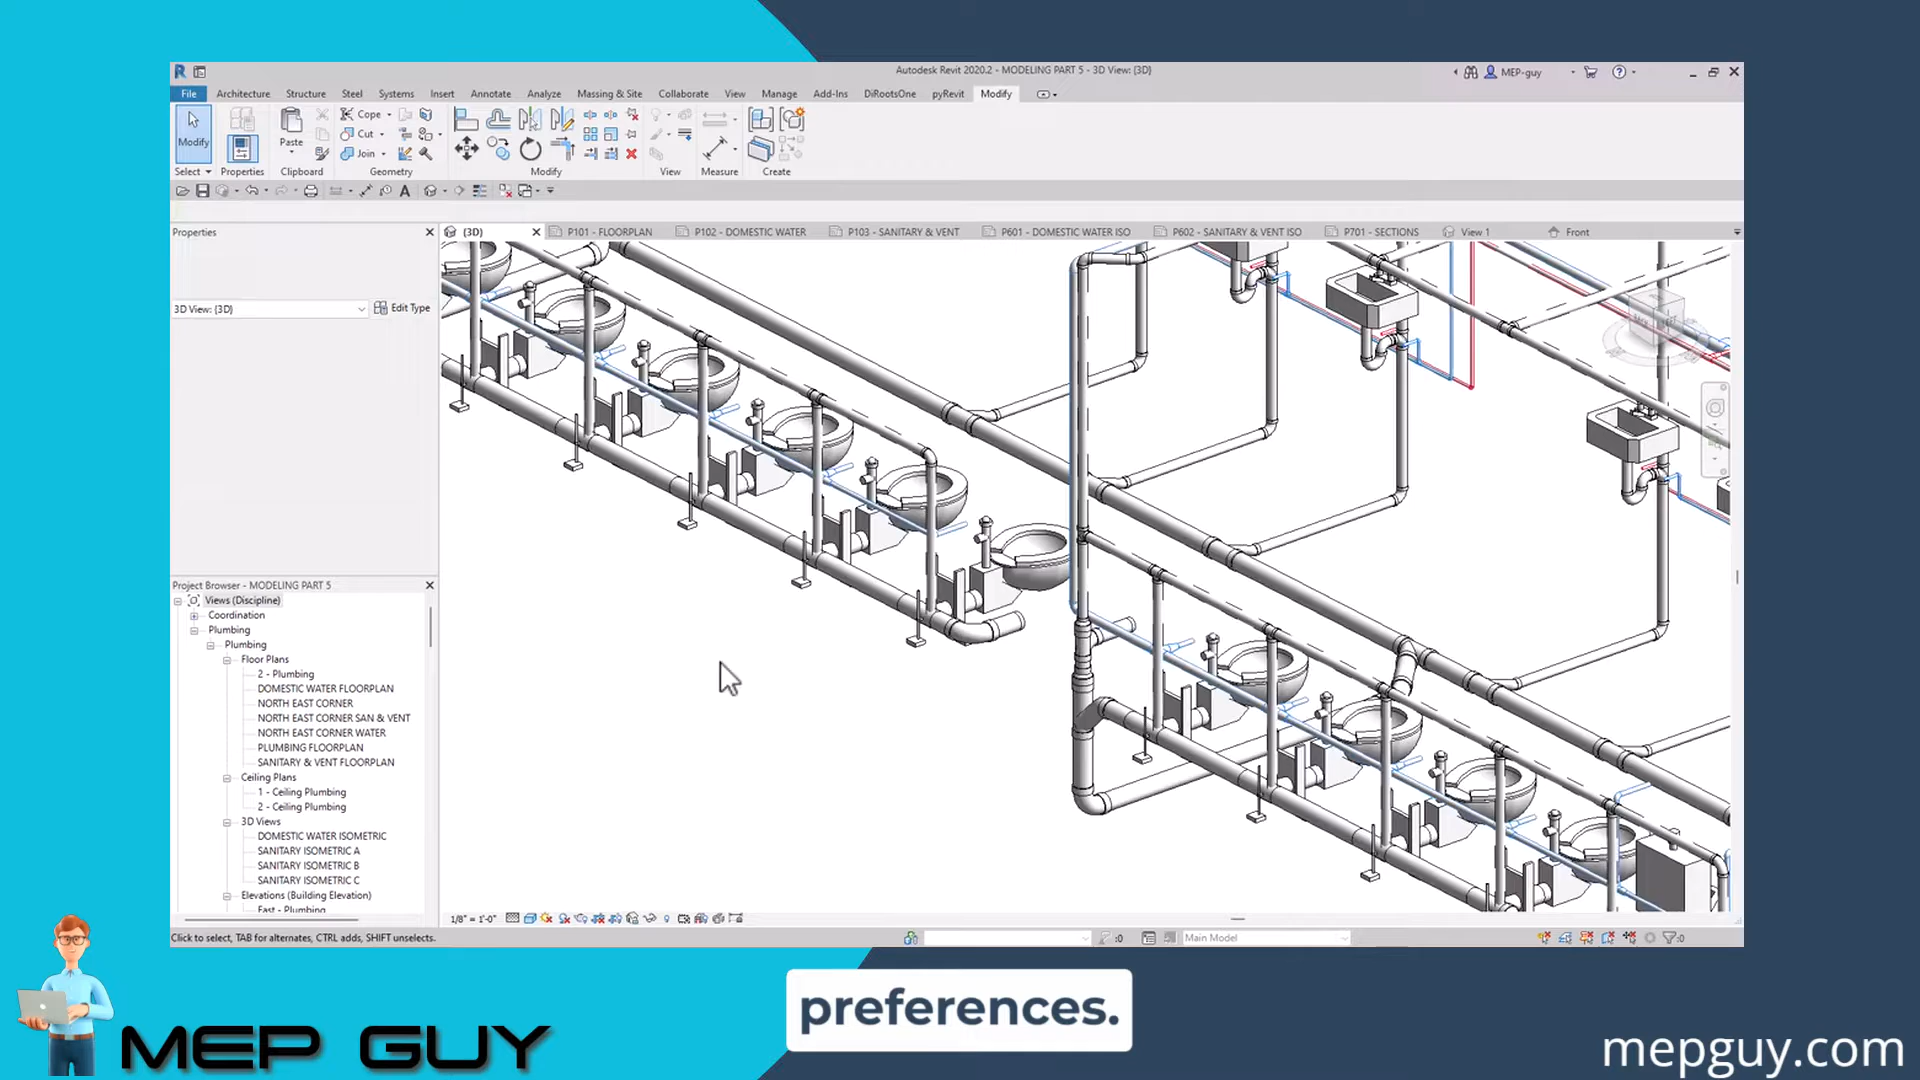 Autodesk Revit 2020.2 - MODELING PART 5 - 3D View: {3D}
MEP-guy
File Architecture Structure Steel Systems Insert Annotate Analyze Massing & Site Collaborate View Manage Add-Ins DiRootsOne pyRevit Modify
Modify
Paste
Cope
Cut
Join
Select Properties Clipboard Geometry Modify View Measure Create
Properties
{3D} P101 - FLOORPLAN P102 - DOMESTIC WATER P103 - SANITARY & VENT P601 - DOMESTIC WATER ISO P602 - SANITARY & VENT ISO P701 - SECTIONS View 1 Front
3D View: {3D} Edit Type
Project Browser - MODELING PART 5
Views (Discipline)
Coordination
Plumbing
Plumbing
Floor Plans
2 - Plumbing
DOMESTIC WATER FLOORPLAN
NORTH EAST CORNER
NORTH EAST CORNER SAN & VENT
NORTH EAST CORNER WATER
PLUMBING FLOORPLAN
SANITARY & VENT FLOORPLAN
Ceiling Plans
1 - Ceiling Plumbing
2 - Ceiling Plumbing
3D Views
DOMESTIC WATER ISOMETRIC
SANITARY ISOMETRIC A
SANITARY ISOMETRIC B
SANITARY ISOMETRIC C
Elevations (Building Elevation)
East - Plumbing
1/8" = 1'-0"
Click to select, TAB for alternates, CTRL adds, SHIFT unselects.
:0
Main Model
:0
preferences.
MEP GUY
mepguy.com